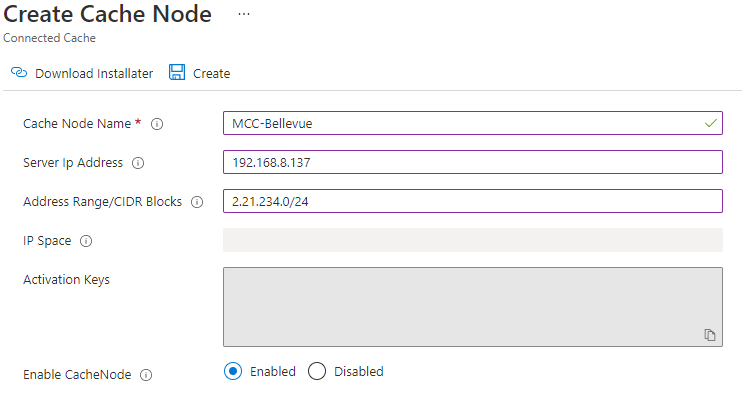 Create Cache Node ...
Connected Cache
Download Installater Create
Cache Node Name * MCC-Bellevue
Server Ip Address 192.168.8.137
Address Range/CIDR Blocks 2.21.234.0/24
IP Space
Activation Keys
Enable CacheNode Enabled Disabled